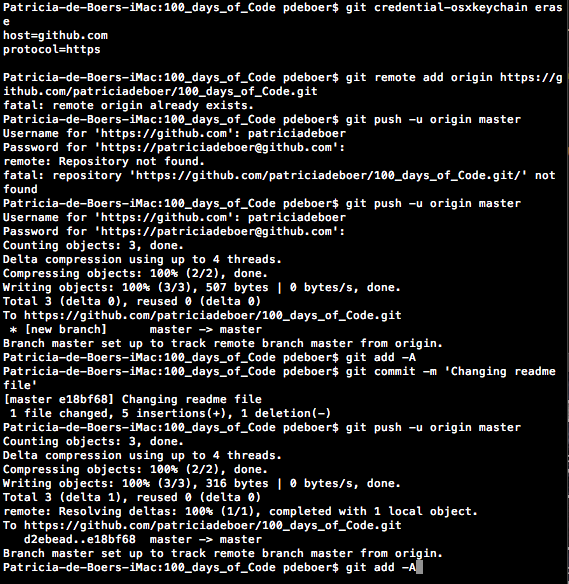 Patricia-de-Boers-iMac:100_days_of_Code pdeboer$ git credential-osxkeychain eras
e
host=github.com
protocol=https
Patricia-de-Boers-iMac:100_days_of_Code pdeboer$ git remote add origin https://g
ithub.com/patriciadeboer/100_days_of_Code.git
fatal: remote origin already exists.
Patricia-de-Boers-iMac:100_days_of_Code pdeboer$ git push -u origin master
Username for 'https://github.com': patriciadeboer
Password for 'https://patriciadeboer@github.com':
remote: Repository not found.
fatal: repository 'https://github.com/patriciadeboer/100_days_of_Code.git/' not
found
Patricia-de-Boers-iMac:100_days_of_Code pdeboer$ git push -u origin master
Username for 'https://github.com': patriciadeboer
Password for 'https://patriciadeboer@github.com':
Counting objects: 3, done.
Delta compression using up to 4 threads.
Compressing objects: 100% (2/2), done.
Writing objects: 100% (3/3), 507 bytes | 0 bytes/s, done.
Total 3 (delta 0), reused 0 (delta 0)
To https://github.com/patriciadeboer/100_days_of_Code.git
 * [new branch]      master -> master
Branch master set up to track remote branch master from origin.
Patricia-de-Boers-iMac:100_days_of_Code pdeboer$ git add -A
Patricia-de-Boers-iMac:100_days_of_Code pdeboer$ git commit -m 'Changing readme
file'
[master e18bf68] Changing readme file
 1 file changed, 5 insertions(+), 1 deletion(-)
Patricia-de-Boers-iMac:100_days_of_Code pdeboer$ git push -u origin master
Counting objects: 3, done.
Delta compression using up to 4 threads.
Compressing objects: 100% (2/2), done.
Writing objects: 100% (3/3), 316 bytes | 0 bytes/s, done.
Total 3 (delta 1), reused 0 (delta 0)
remote: Resolving deltas: 100% (1/1), completed with 1 local object.
To https://github.com/patriciadeboer/100_days_of_Code.git
   d2ebead..e18bf68  master -> master
Branch master set up to track remote branch master from origin.
Patricia-de-Boers-iMac:100_days_of_Code pdeboer$ git add -A